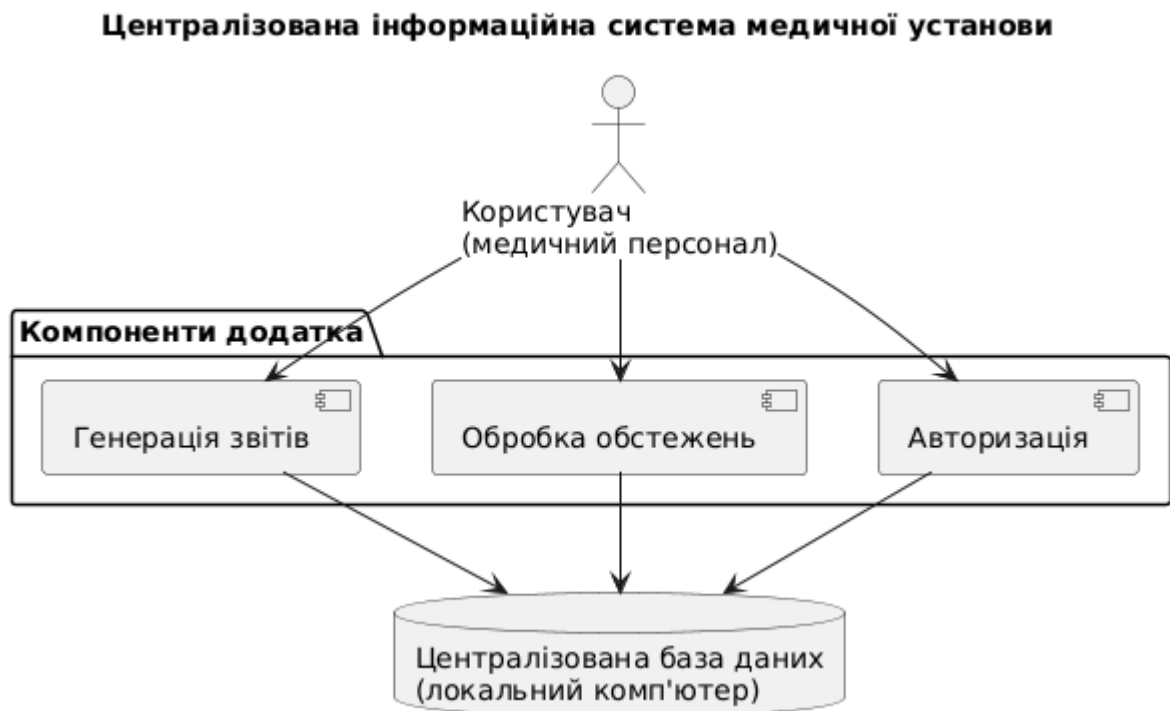 Централізована інформаційна система медичної установи
Користувач
(медичний персонал)
Компоненти додатка
Генерація звітів
Обробка обстежень
Авторизація
Централізована база даних
(локальний комп'ютер)